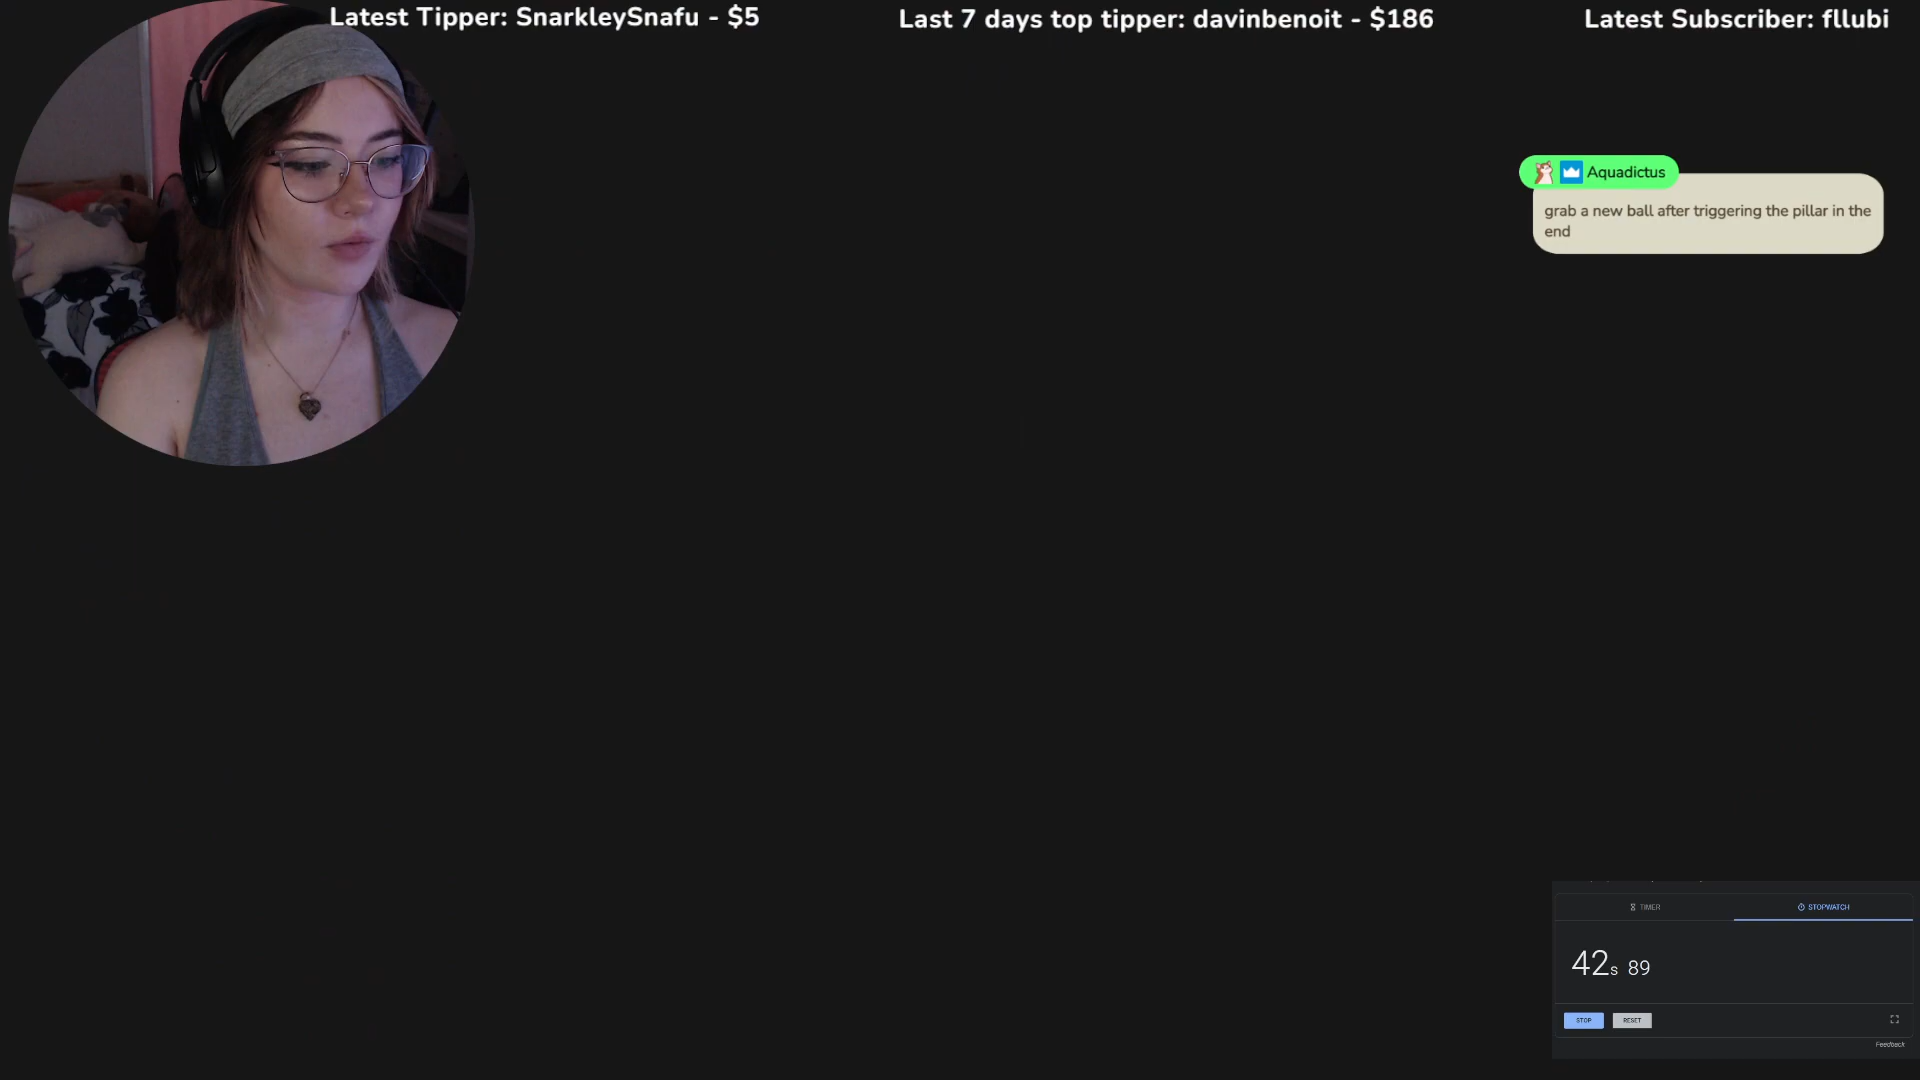 Latest Tipper: SnarkleySnafu - $5
Last 7 days top tipper: davinbenoit - $186
Latest Subscriber: fllubi
Aquadictus
grab a new ball after triggering the pillar in the
end
TIMER
STOPWATCH
42s 89
STOP
RESET
Feedback